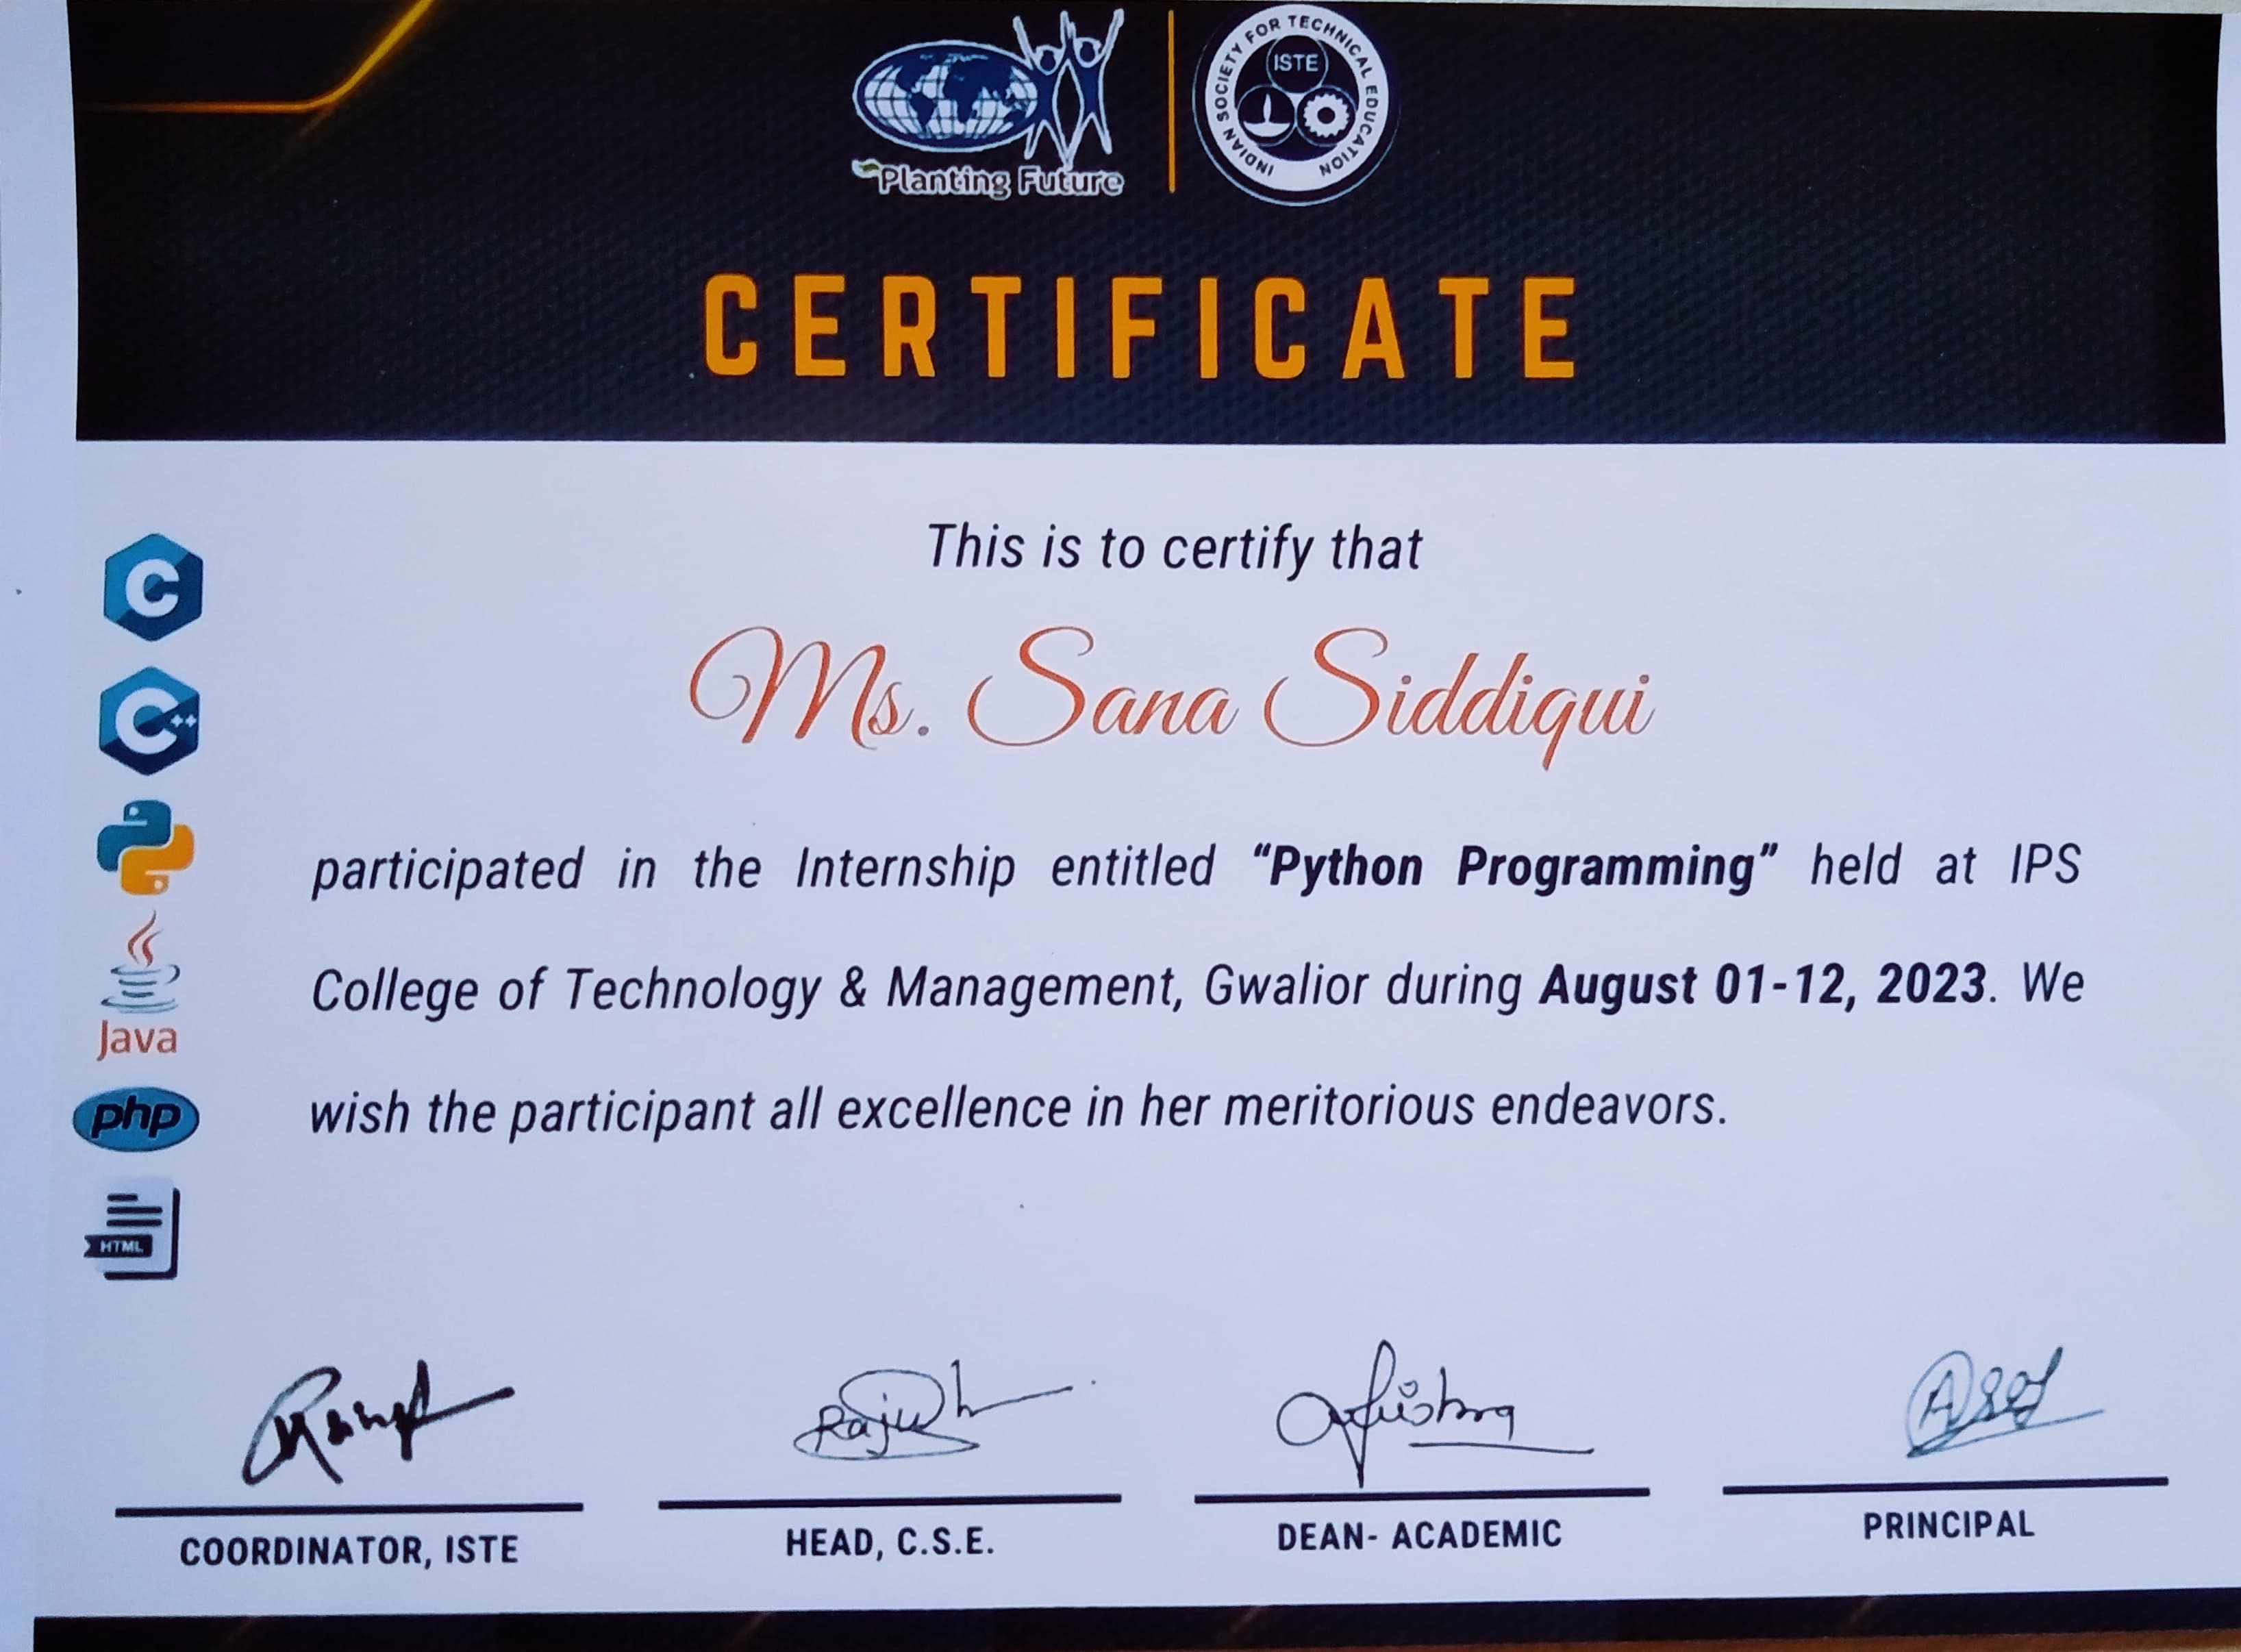 Planting Future
INDIAN SOCIETY FOR TECHNICAL EDUCATION
ISTE
CERTIFICATE
This is to certify that
Ms. Sana Siddiqui
participated in the Internship entitled “Python Programming” held at IPS
College of Technology & Management, Gwalior during August 01-12, 2023. We
wish the participant all excellence in her meritorious endeavors.
C
C++
Java
php
HTML
COORDINATOR, ISTE
HEAD, C.S.E.
DEAN- ACADEMIC
PRINCIPAL